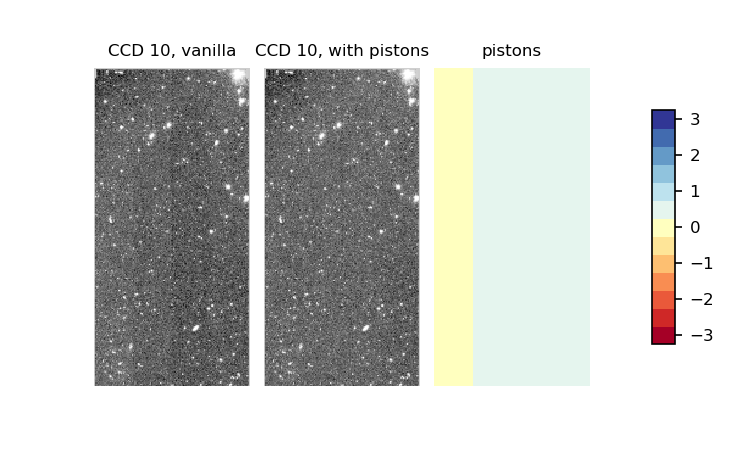 CCD 10, vanilla
CCD 10, with pistons
pistons
3
2
1
0
−1
−2
−3